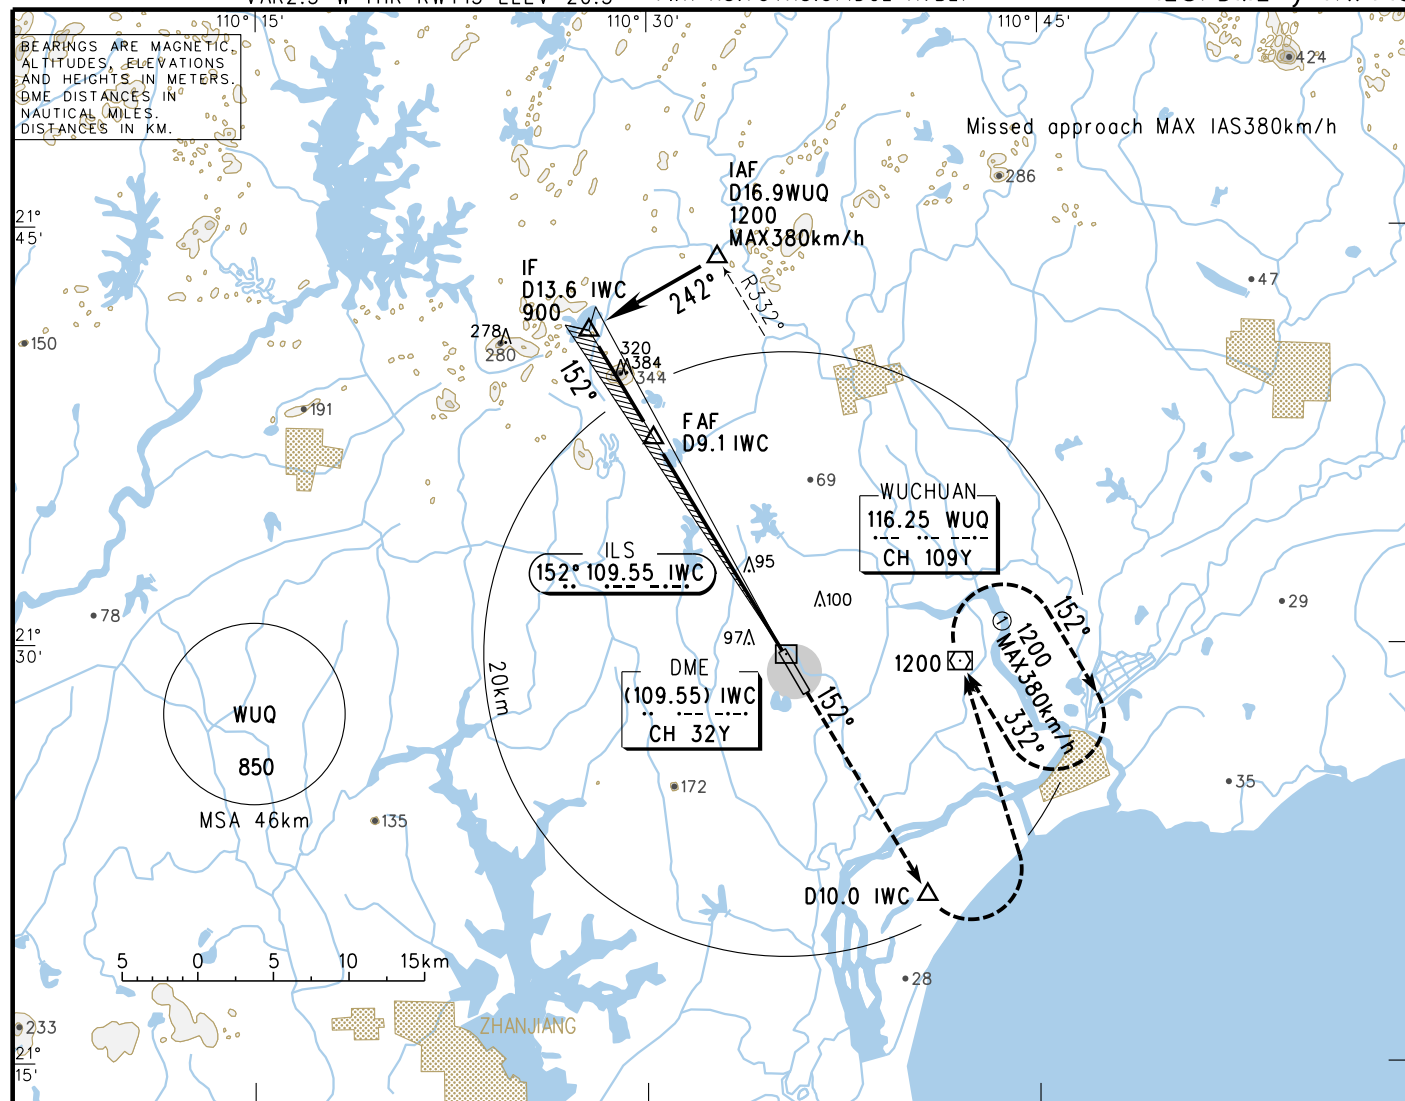 110°15'
110°30'
110°45'
BEARINGS ARE MAGNETIC.
ALTITUDES, ELEVATIONS
AND HEIGHTS IN METERS.
DME DISTANCES IN
NAUTICAL MILES.
DISTANCES IN KM.
200
300
424
Missed approach MAX IAS380km/h
286
IAF
D16.9WUQ
1200
MAX380km/h
21°
45'
IF
D13.6 IWC
900
242°
R332°
47
150
278
280
320
384
344
152°
191
FAF
D9.1 IWC
69
WUCHUAN
116.25 WUQ
·-- ··- --·-
CH 109Y
ILS
152° 109.55 IWC
·· ·-- -·-·
95
100
78
29
97
152°
① 1200
MAX380km/h
332°
21°
30'
1200
DME
(109.55) IWC
·· ·-- -·-·
CH 32Y
20km
152°
WUQ
850
MSA 46km
172
35
135
D10.0 IWC
5 0 5 10 15km
28
233
ZHANJIANG
21°
15'